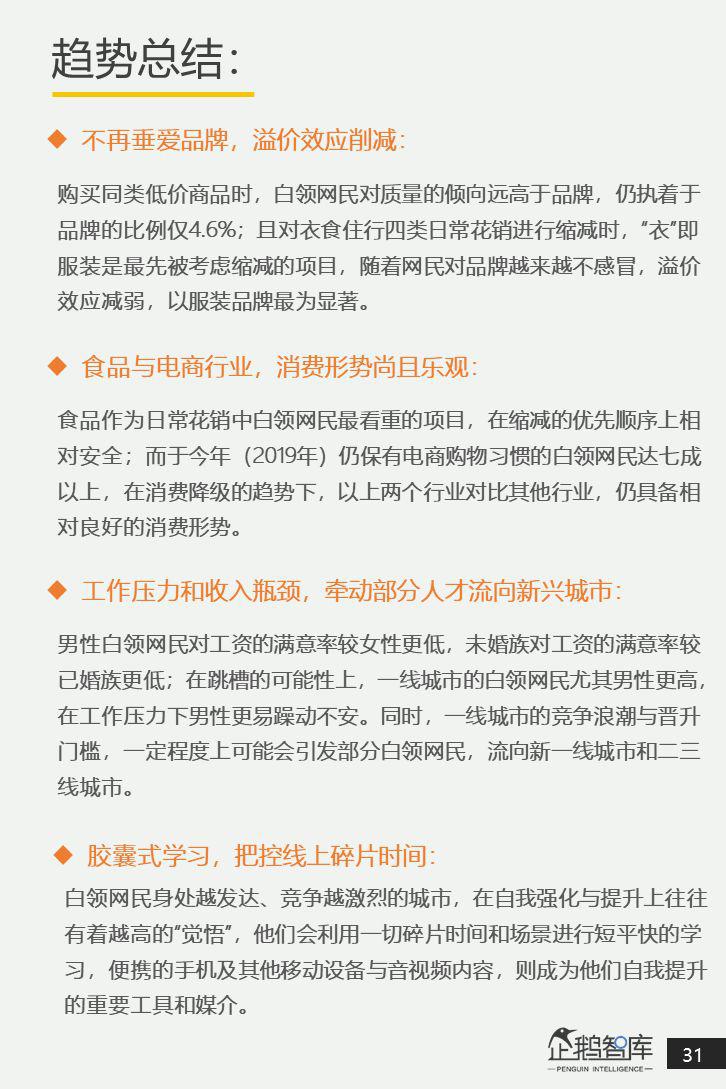 趋势总结：
不再垂爱品牌，溢价效应削减：
购买同类低价商品时，白领网民对质量的倾向远高于品牌，仍执着于
品牌的比例仅4.6%；且对衣食住行四类日常花销进行缩减时，“衣”即
服装是最先被考虑缩减的项目，随着网民对品牌越来越不感冒，溢价
效应减弱，以服装品牌最为显著。
食品与电商行业，消费形势尚且乐观：
食品作为日常花销中白领网民最看重的项目，在缩减的优先顺序上相
对安全；而于今年（2019年）仍保有电商购物习惯的白领网民达七成
以上，在消费降级的趋势下，以上两个行业对比其他行业，仍具备相
对良好的消费形势。
工作压力和收入瓶颈，牵动部分人才流向新兴城市：
男性白领网民对工资的满意率较女性更低，未婚族对工资的满意率较
已婚族更低；在跳槽的可能性上，一线城市的白领网民尤其男性更高，
在工作压力下男性更易躁动不安。同时，一线城市的竞争浪潮与晋升
门槛，一定程度上可能会引发部分白领网民，流向新一线城市和二三
线城市。
胶囊式学习，把控线上碎片时间：
白领网民身处越发达、竞争越激烈的城市，在自我强化与提升上往往
有着越高的“觉悟”，他们会利用一切碎片时间和场景进行短平快的学
习，便携的手机及其他移动设备与音视频内容，则成为他们自我提升
的重要工具和媒介。
企鹅智库
PENGUIN INTELLIGENCE
31